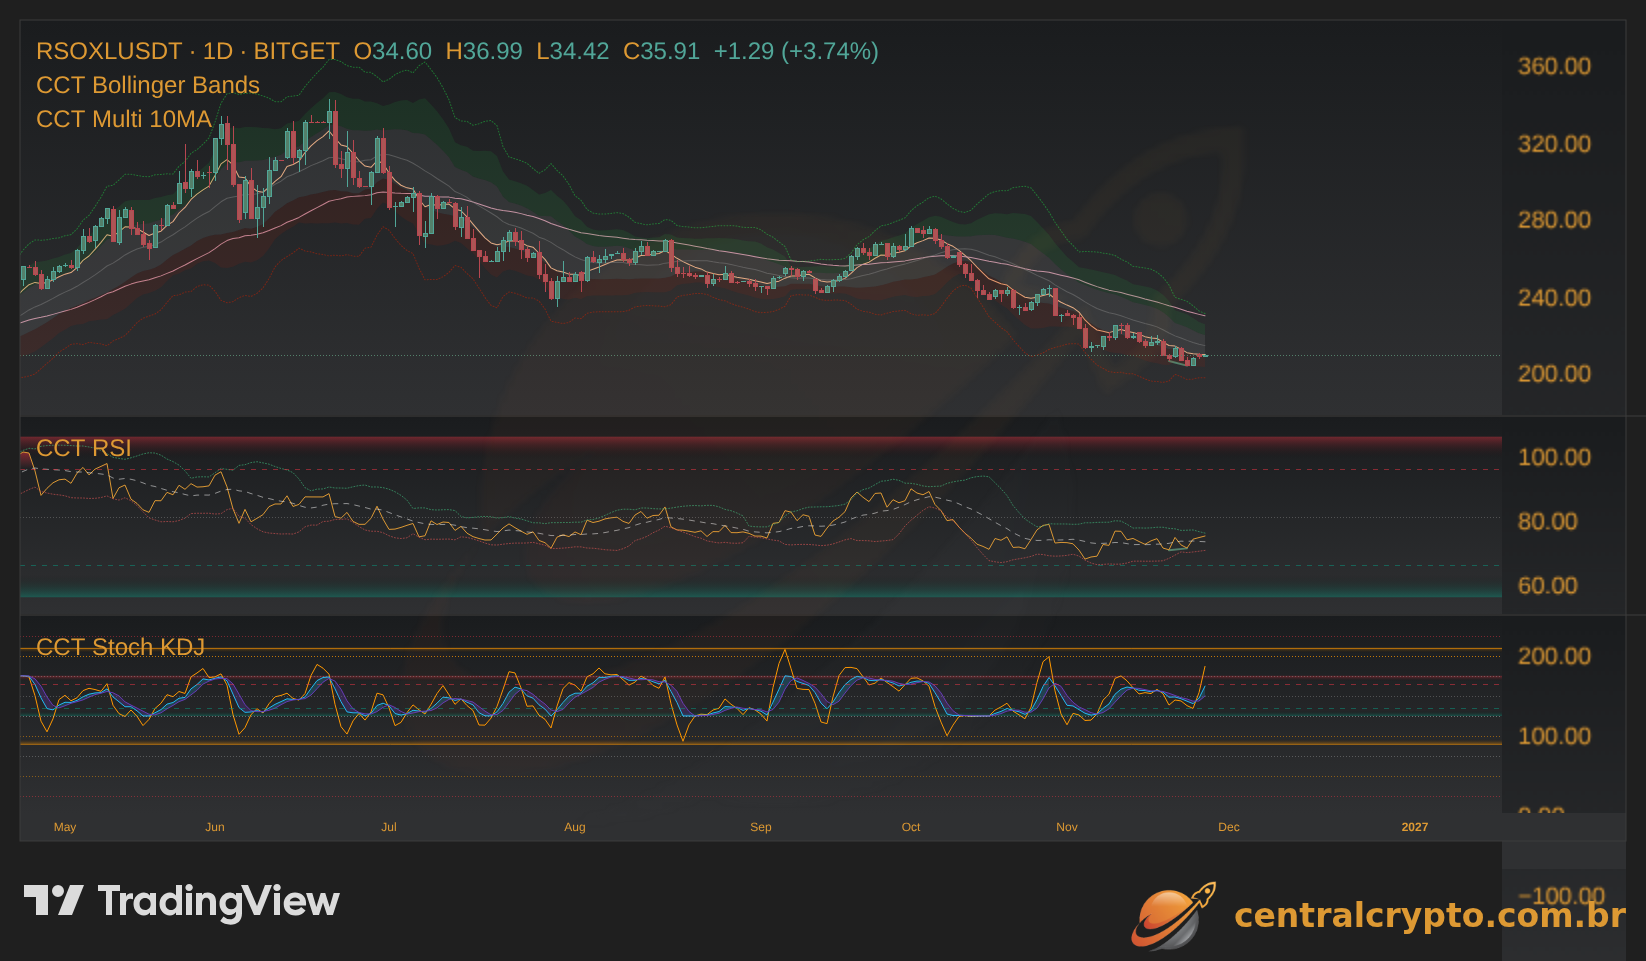 RSOXLUSDT · 1D · BITGET O34.60 H36.99 L34.42 C35.91 +1.29 (+3.74%)
CCT Bollinger Bands
CCT Multi 10MA
360.00
320.00
280.00
240.00
200.00
CCT RSI
100.00
80.00
60.00
CCT Stoch KDJ
200.00
100.00
0.00
May Jun Jul Aug Sep Oct Nov Dec 2027
−100.00
TradingView
centralcrypto.com.br